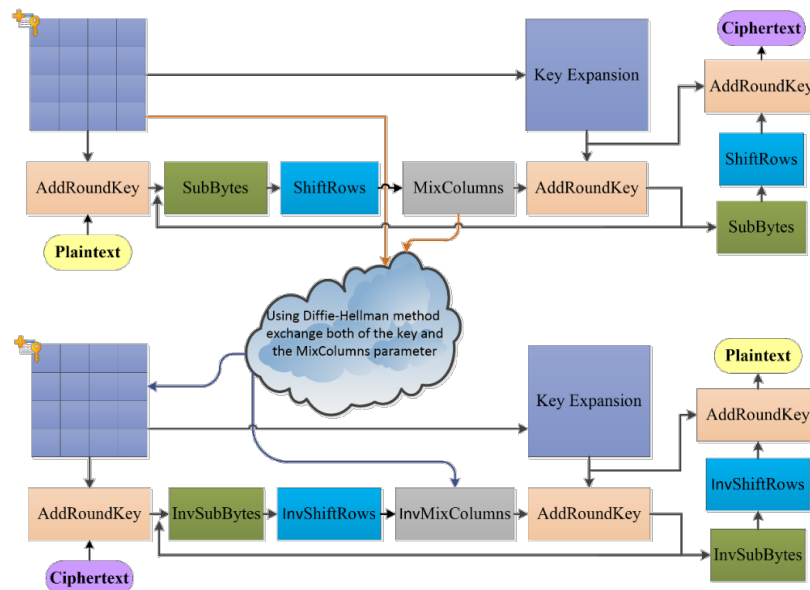 Ciphertext
Key Expansion
AddRoundKey
ShiftRows
AddRoundKey
SubBytes
ShiftRows
MixColumns
AddRoundKey
SubBytes
Plaintext
Using Diffie-Hellman method
exchange both of the key and
the MixColumns parameter
Plaintext
Key Expansion
AddRoundKey
InvShiftRows
AddRoundKey
InvSubBytes
InvShiftRows
InvMixColumns
AddRoundKey
InvSubBytes
Ciphertext